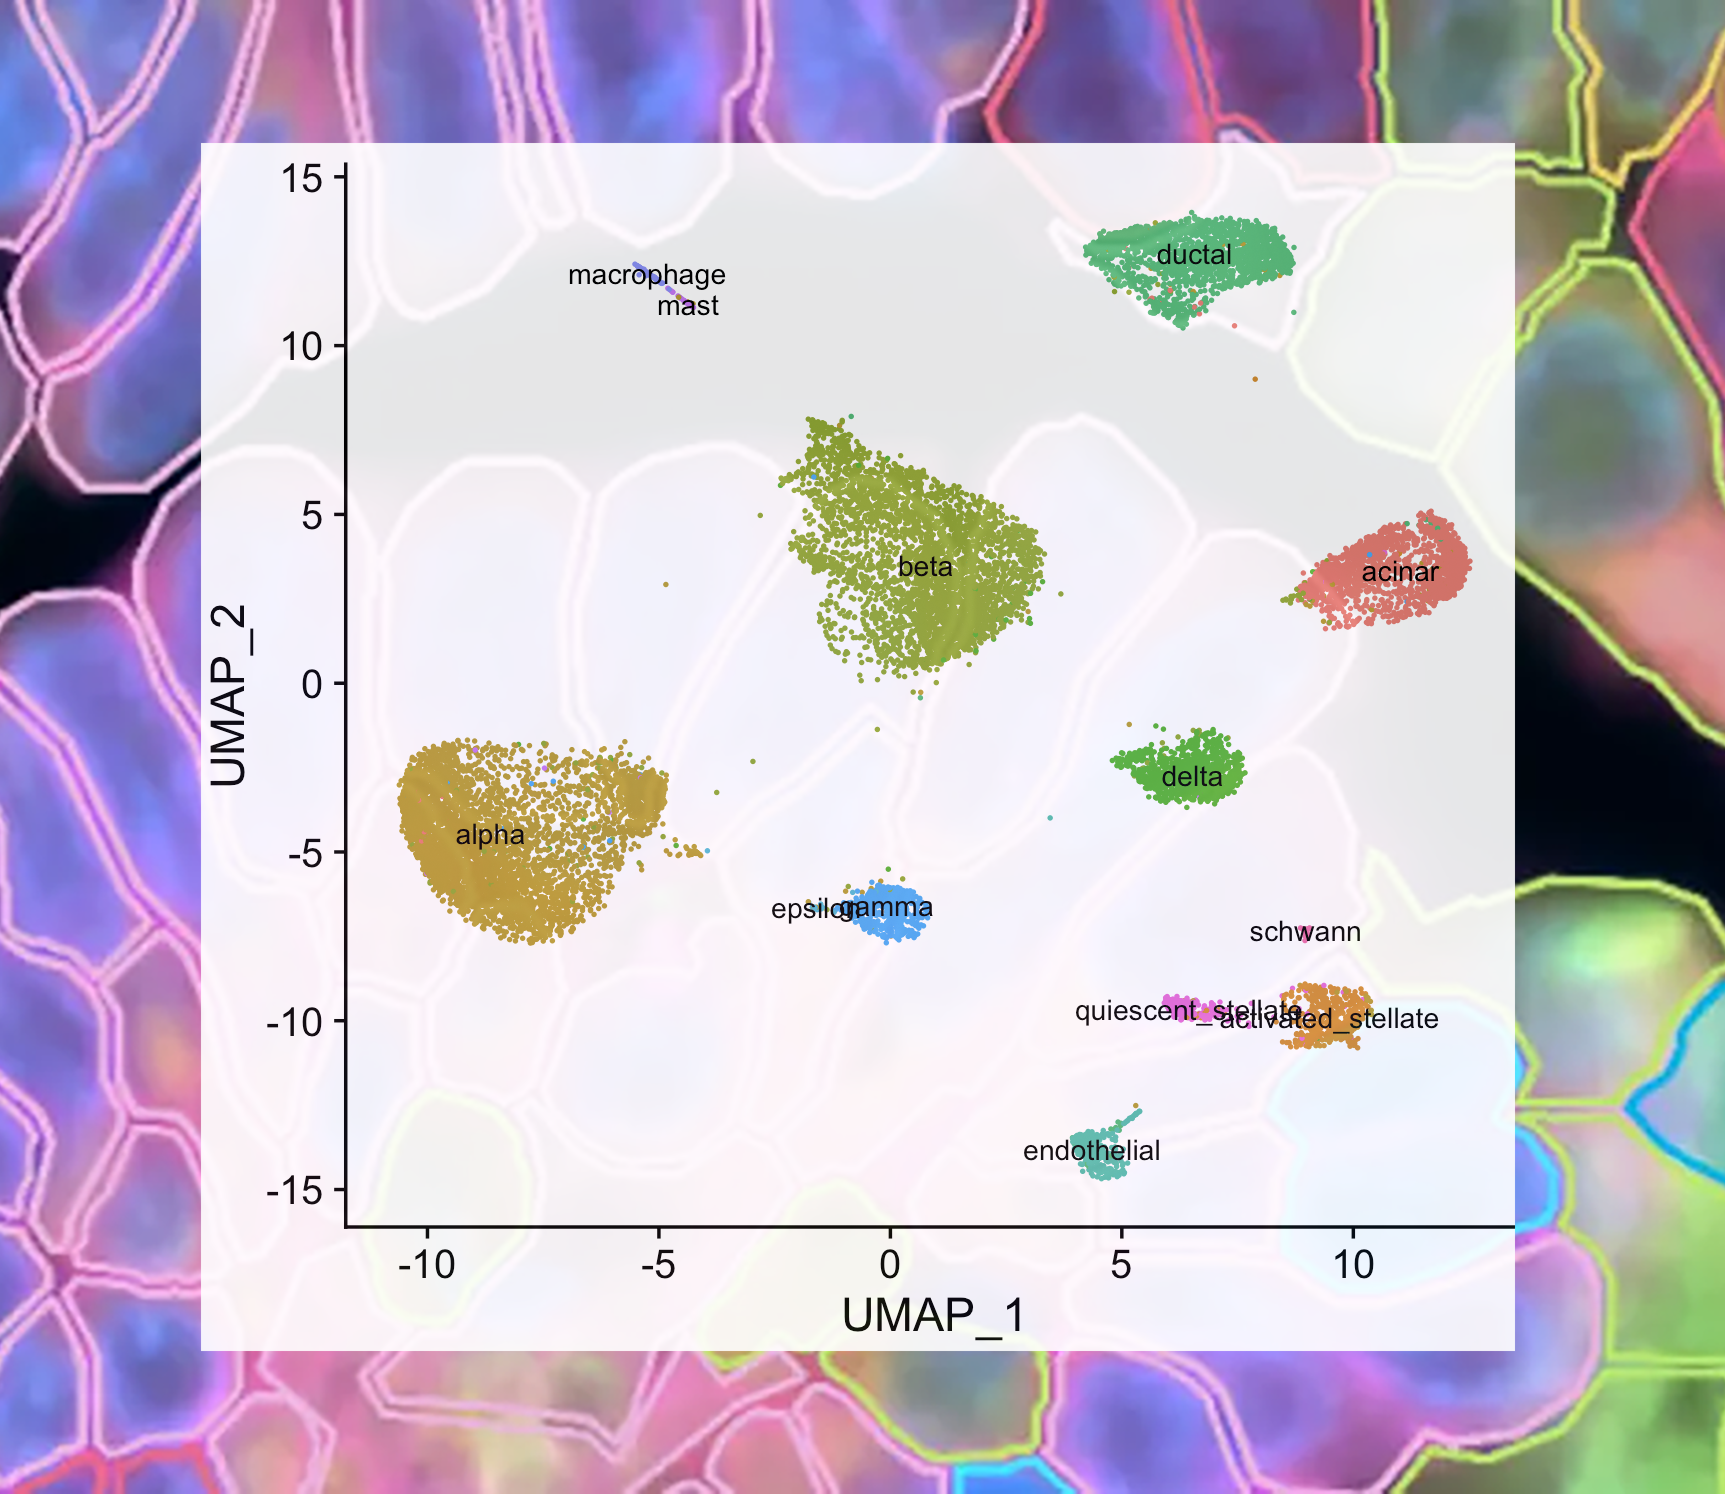 15
10
5
0
-5
-10
-15
UMAP_2
macrophage
mast
ductal
beta
acinar
alpha
delta
epsilon
gamma
schwann
quiescent_stellate
activated_stellate
endothelial
-10
-5
0
5
10
UMAP_1